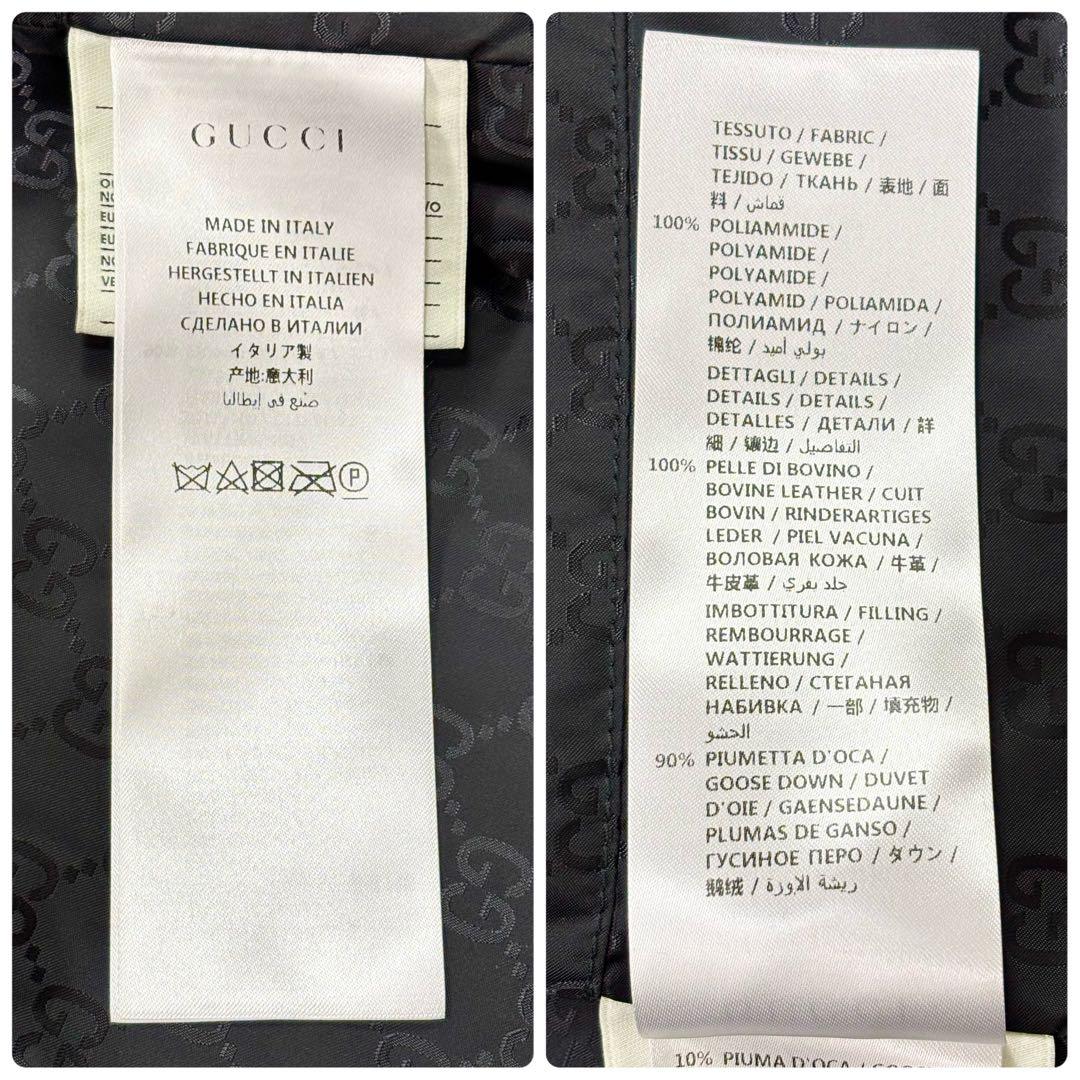 GUCCI
MADE IN ITALY
FABRIQUE EN ITALIE
HERGESTELLT IN ITALIEN
HECHO EN ITALIA
СДЕЛАНО В ИТАЛИИ
イタリア製
产地:意大利
صنع في إيطاليا
P
TESSUTO / FABRIC /
TISSU / GEWEBE /
TEJIDO / ТКАНЬ / 表地 / 面
料 / قماش
100% POLIAMMIDE /
POLYAMIDE /
POLYAMIDE /
POLYAMID / POLIAMIDA /
ПОЛИАМИД / ナイロン /
锦纶 / بولي أميد
DETTAGLI / DETAILS /
DETAILS / DETAILS /
DETALLES / ДЕТАЛИ / 詳
細 / 镶边 / التفاصيل
100% PELLE DI BOVINO /
BOVINE LEATHER / CUIT
BOVIN / RINDERARTIGES
LEDER / PIEL VACUNA /
ВОЛОВАЯ КОЖА / 牛革 /
牛皮革 / جلد بقري
IMBOTTITURA / FILLING /
REMBOURRAGE /
WATTIERUNG /
RELLENO / СТЕГАНАЯ
НАБИВКА / 一部 / 填充物 /
الحشو
90% PIUMETTA D'OCA /
GOOSE DOWN / DUVET
D'OIE / GAENSEDAUNE /
PLUMAS DE GANSO /
ГУСИНОЕ ПЕРО / ダウン /
鹅绒 / ريشة الإوزة
10% PIUMA D'OCA